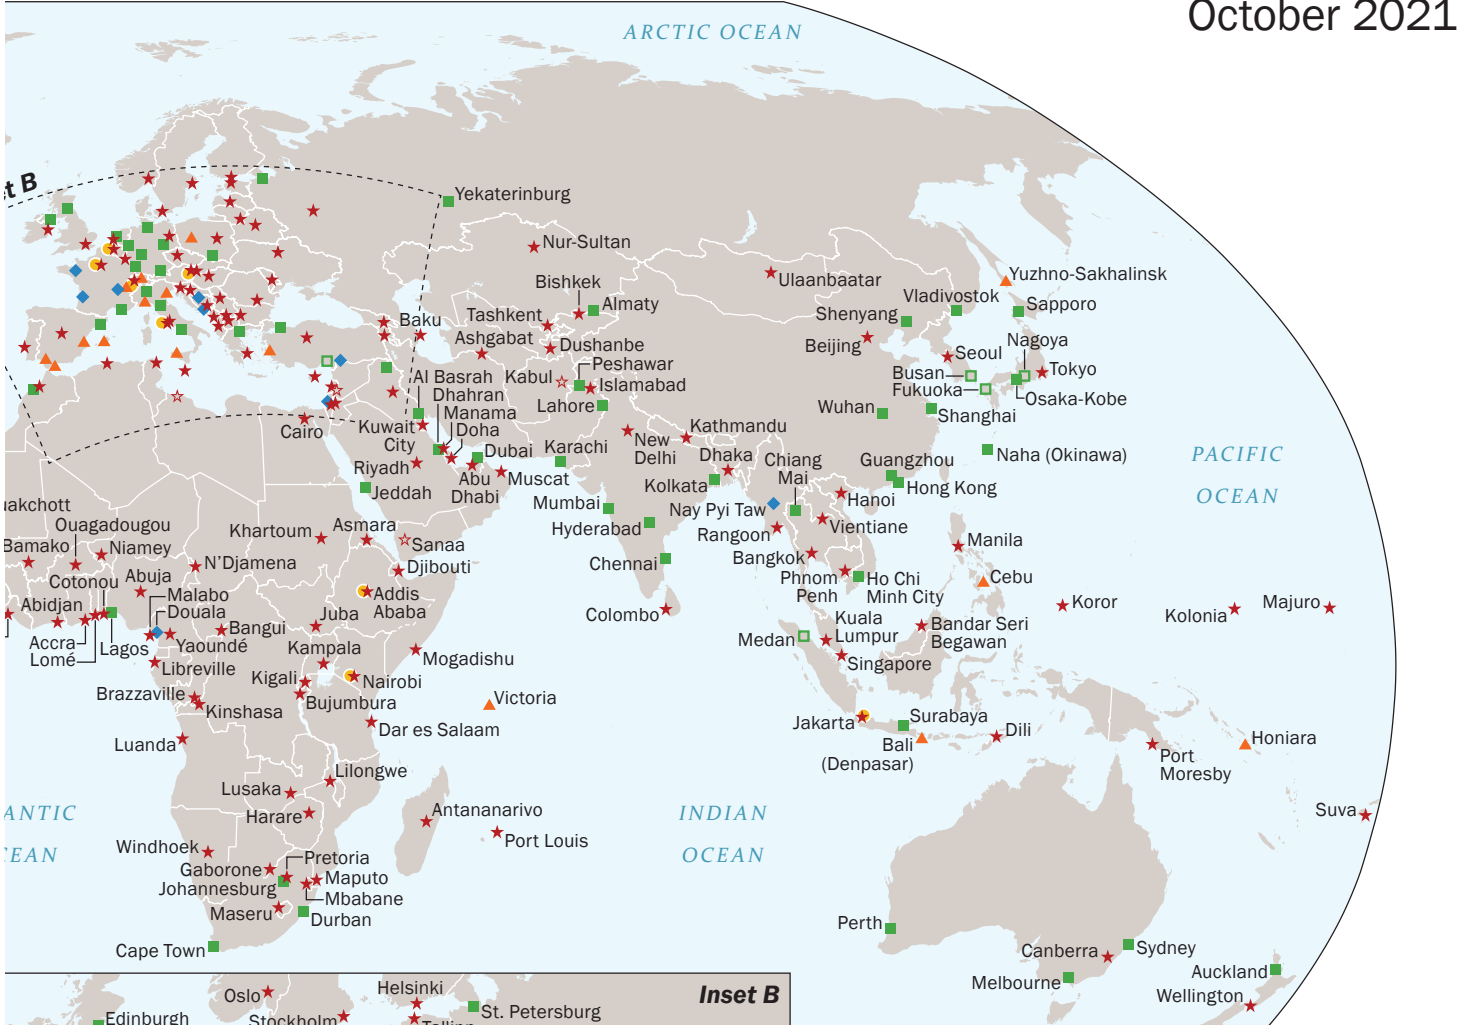 October 2021
ARCTIC OCEAN
t B
Yekaterinburg
Nur-Sultan
Ulaanbaatar
Yuzhno-Sakhalinsk
Bishkek
Almaty
Vladivostok
Sapporo
Tashkent
Shenyang
Baku
Ashgabat
Dushanbe
Beijing
Seoul
Nagoya
Tokyo
Peshawar
Kabul
Islamabad
Busan
Fukuoka
Osaka-Kobe
Al Basrah
Dhahran
Manama
Doha
Lahore
Wuhan
Shanghai
Cairo
Kuwait
City
Kathmandu
New
Delhi
Dubai
Karachi
Dhaka
Chiang
Mai
Guangzhou
Naha (Okinawa)
PACIFIC
OCEAN
Riyadh
Abu
Dhabi
Muscat
Kolkata
Hong Kong
Jeddah
Mumbai
Nay Pyi Taw
Hanoi
uakchott
Ouagadougou
Khartoum
Asmara
Hyderabad
Rangoon
Vientiane
Bamako
Niamey
Sanaa
Manila
N'Djamena
Djibouti
Chennai
Bangkok
Cotonou
Abuja
Phnom
Penh
Ho Chi
Minh City
Cebu
Abidjan
Malabo
Douala
Addis
Ababa
Juba
Colombo
Koror
Kolonia
Majuro
Accra
Lomé
Lagos
Yaoundé
Bangui
Kampala
Medan
Kuala
Lumpur
Bandar Seri
Begawan
Libreville
Mogadishu
Singapore
Kigali
Nairobi
Brazzaville
Kinshasa
Bujumbura
Victoria
Jakarta
Surabaya
Dili
Luanda
Dar es Salaam
Bali
(Denpasar)
Honiara
Port
Moresby
Lilongwe
Lusaka
Harare
Antananarivo
Port Louis
ANTIC
EAN
INDIAN
OCEAN
Suva
Windhoek
Pretoria
Gaborone
Johannesburg
Maputo
Mbabane
Maseru
Durban
Cape Town
Perth
Canberra
Sydney
Melbourne
Auckland
Wellington
Inset B
Oslo
Helsinki
St. Petersburg
Edinburgh
Stockholm
Tallinn